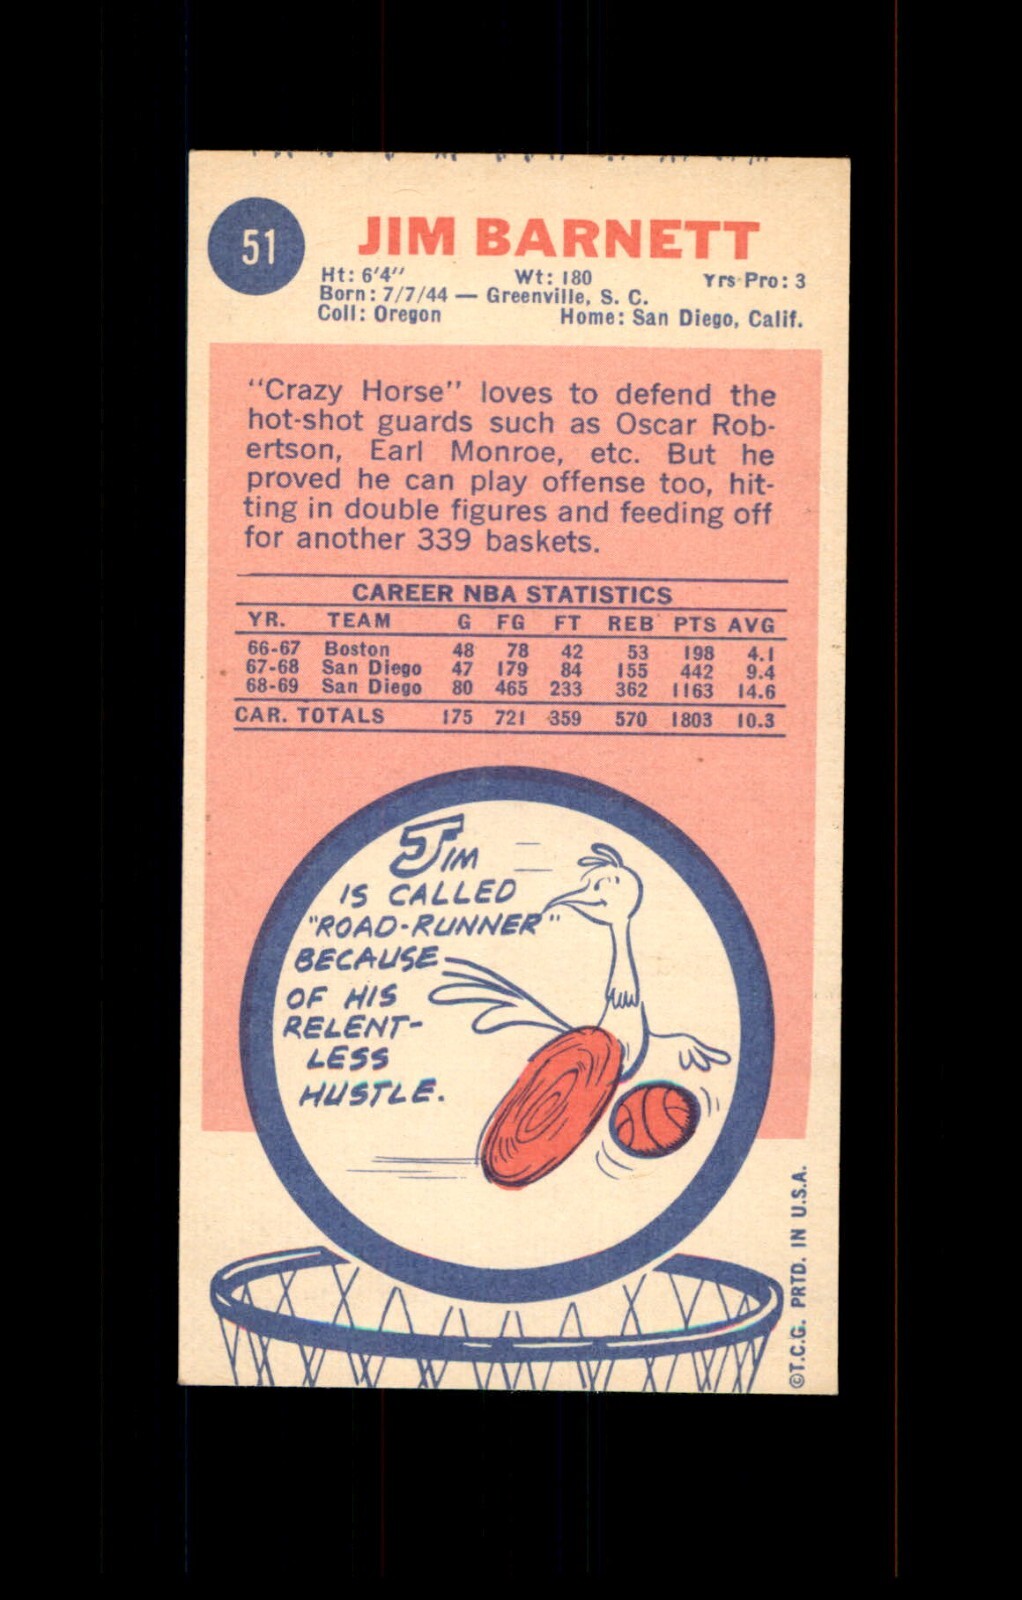 51
JIM BARNETT
Ht: 6'4" Wt: 180 Yrs Pro: 3
Born: 7/7/44 — Greenville, S. C.
Coll: Oregon Home: San Diego, Calif.
"Crazy Horse" loves to defend the
hot-shot guards such as Oscar Rob-
ertson, Earl Monroe, etc. But he
proved he can play offense too, hit-
ting in double figures and feeding off
for another 339 baskets.
CAREER NBA STATISTICS
YR. TEAM G FG FT REB PTS AVG
66-67 Boston 48 78 42 53 198 4.1
67-68 San Diego 47 179 84 155 442 9.4
68-69 San Diego 80 465 233 362 1163 14.6
CAR. TOTALS 175 721 359 570 1803 10.3
JIM
IS CALLED
"ROAD-RUNNER"
BECAUSE
OF HIS
RELENT-
LESS
HUSTLE.
©T.C.G. PRTD. IN U.S.A.